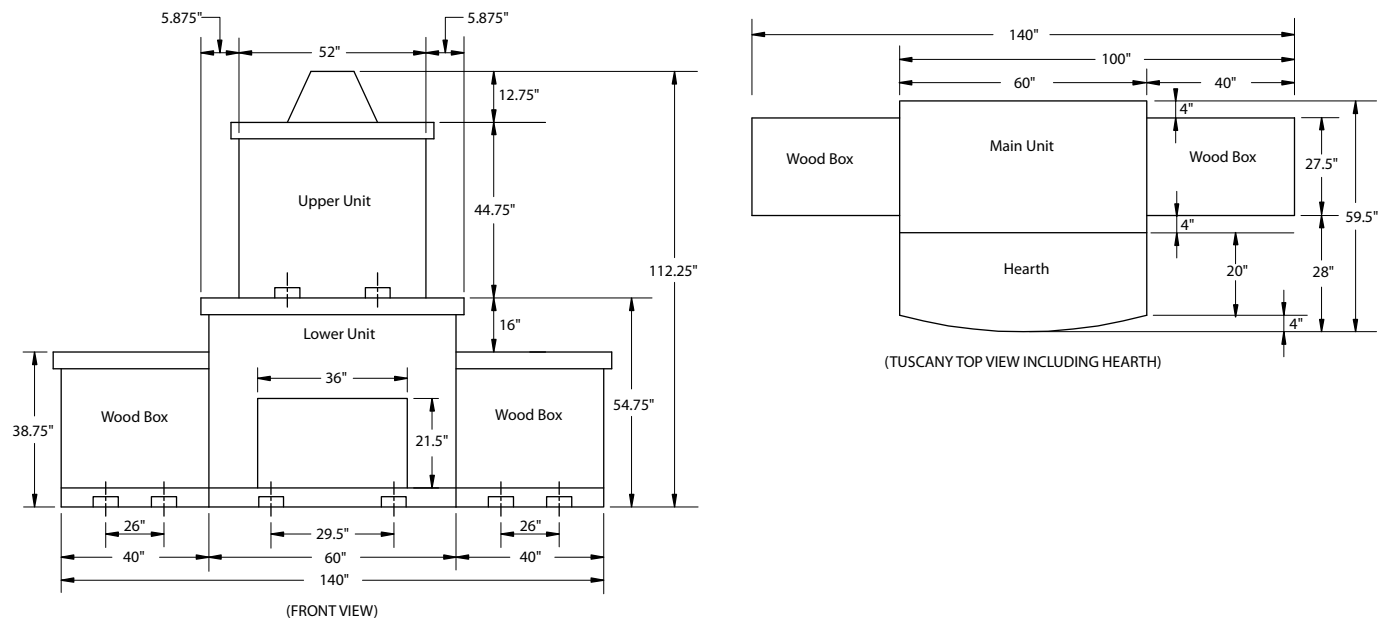 5.875"
5.875"
52"
12.75"
Upper Unit
44.75"
112.25"
16"
Lower Unit
36"
Wood Box
Wood Box
54.75"
38.75"
21.5"
26"
29.5"
26"
40"
60"
40"
140"
(FRONT VIEW)
140"
100"
60"
40"
4"
Main Unit
Wood Box
Wood Box
27.5"
59.5"
4"
Hearth
20"
28"
4"
(TUSCANY TOP VIEW INCLUDING HEARTH)